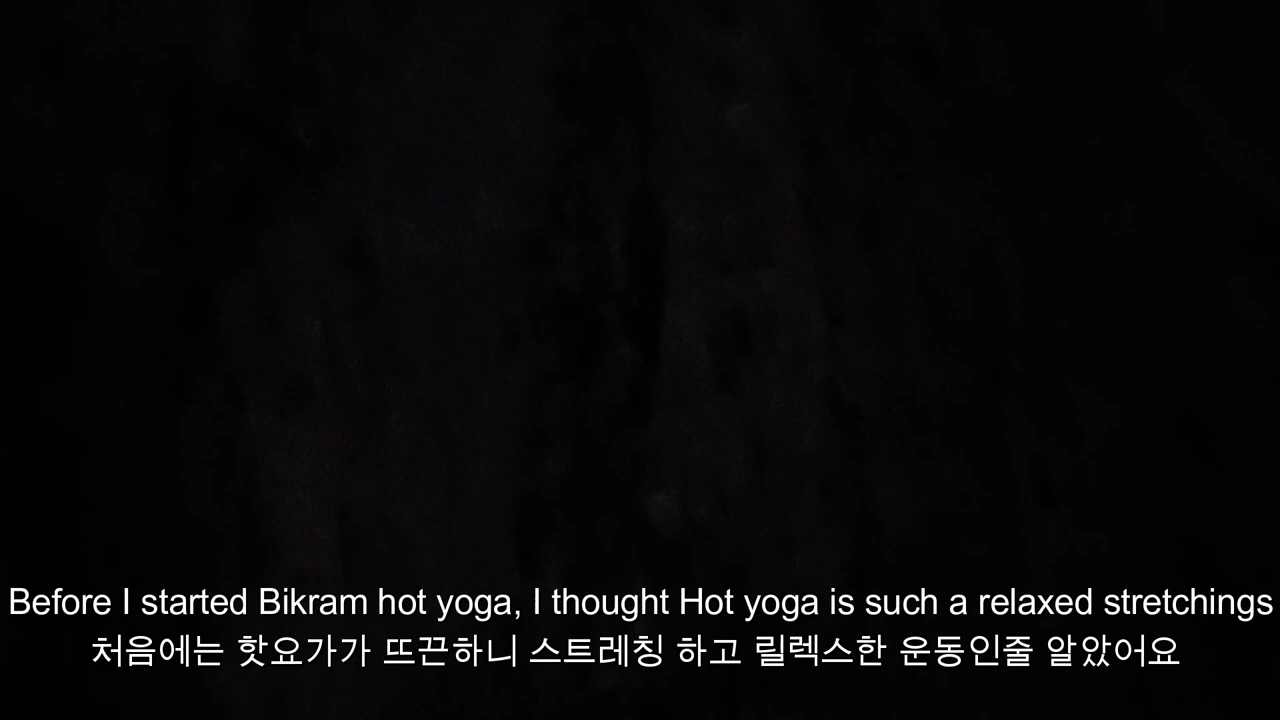 Before I started Bikram hot yoga, I thought Hot yoga is such a relaxed stretchings
처음에는 핫요가가 뜨끈하니 스트레칭 하고 릴렉스한 운동인줄 알았어요